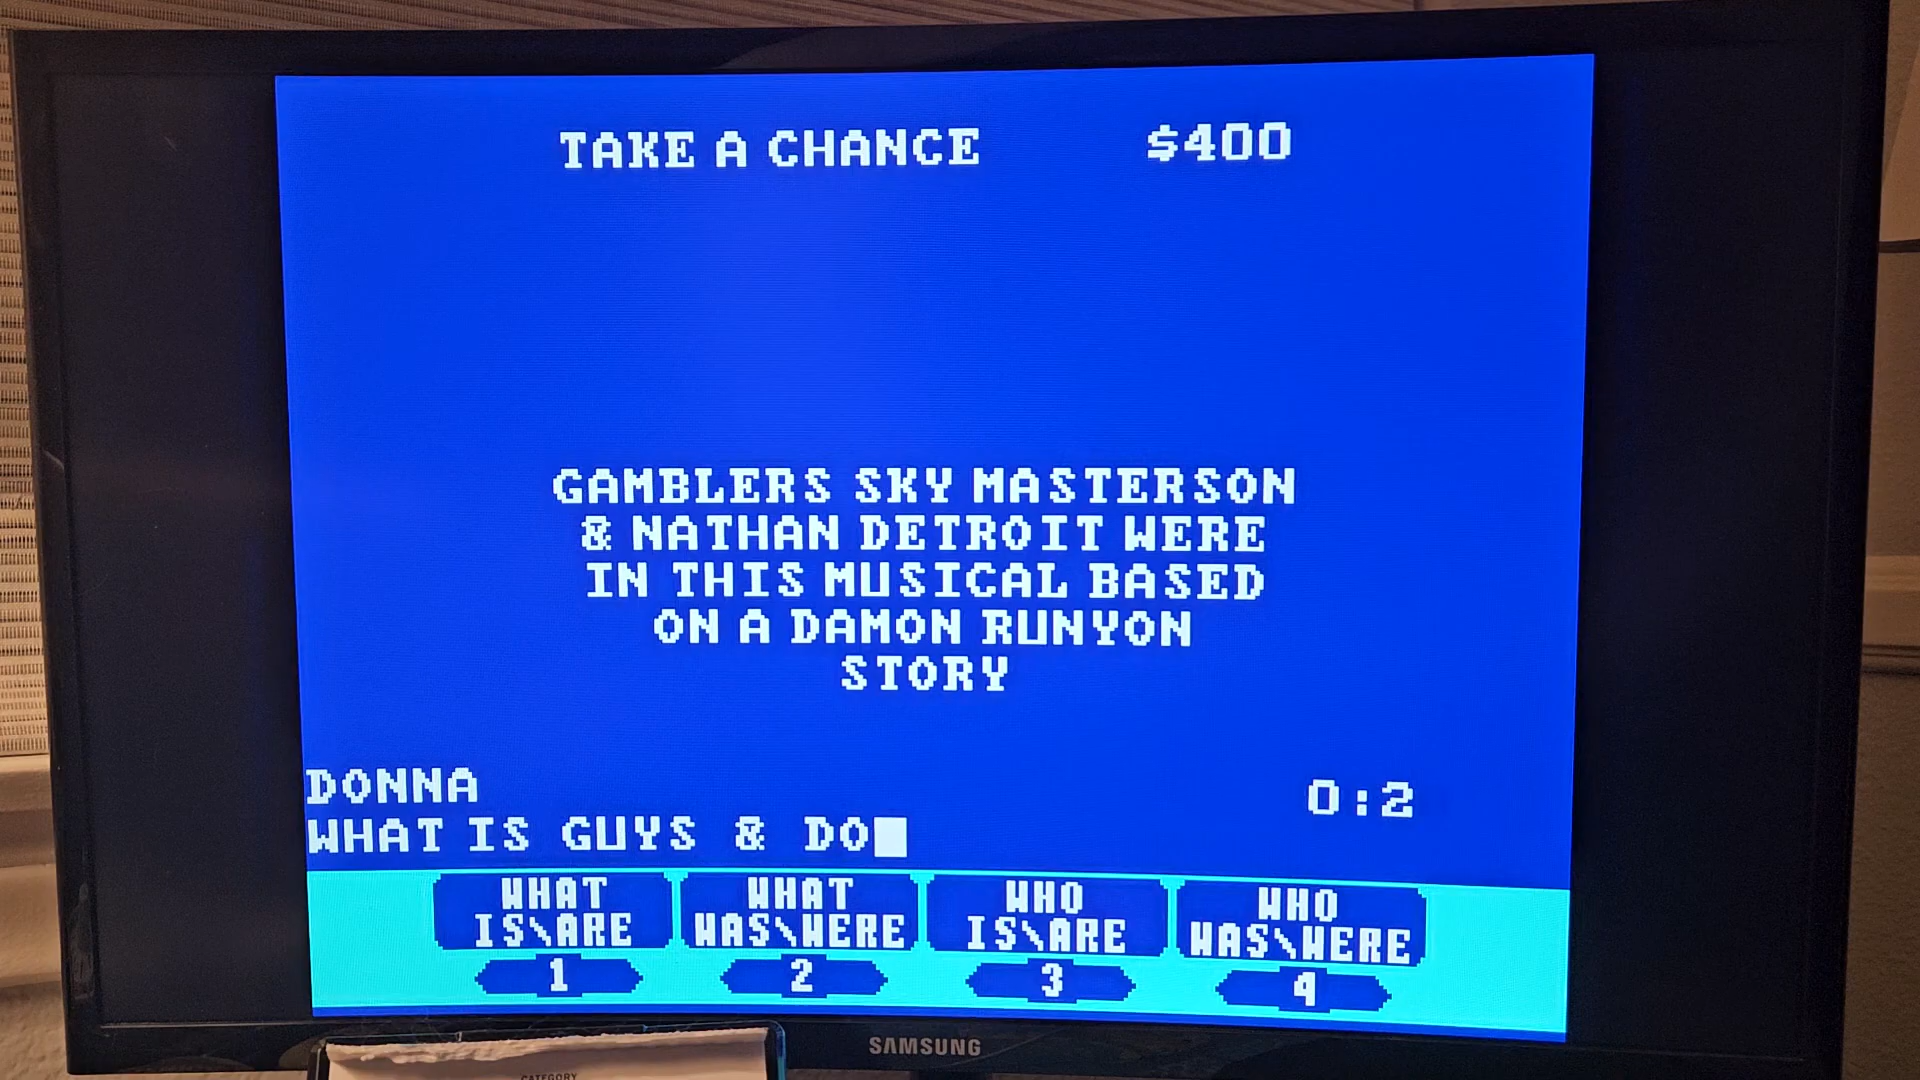 TAKE A CHANCE $400
GAMBLERS SKY MASTERSON
& NATHAN DETROIT WERE
IN THIS MUSICAL BASED
ON A DAMON RUNYON
STORY
DONNA 0:2
WHAT IS GUYS & DO
WHAT IS\ARE
WHAT WAS\WERE
WHO IS\ARE
WHO WAS\WERE
1 2 3 4
SAMSUNG
CATEGORY